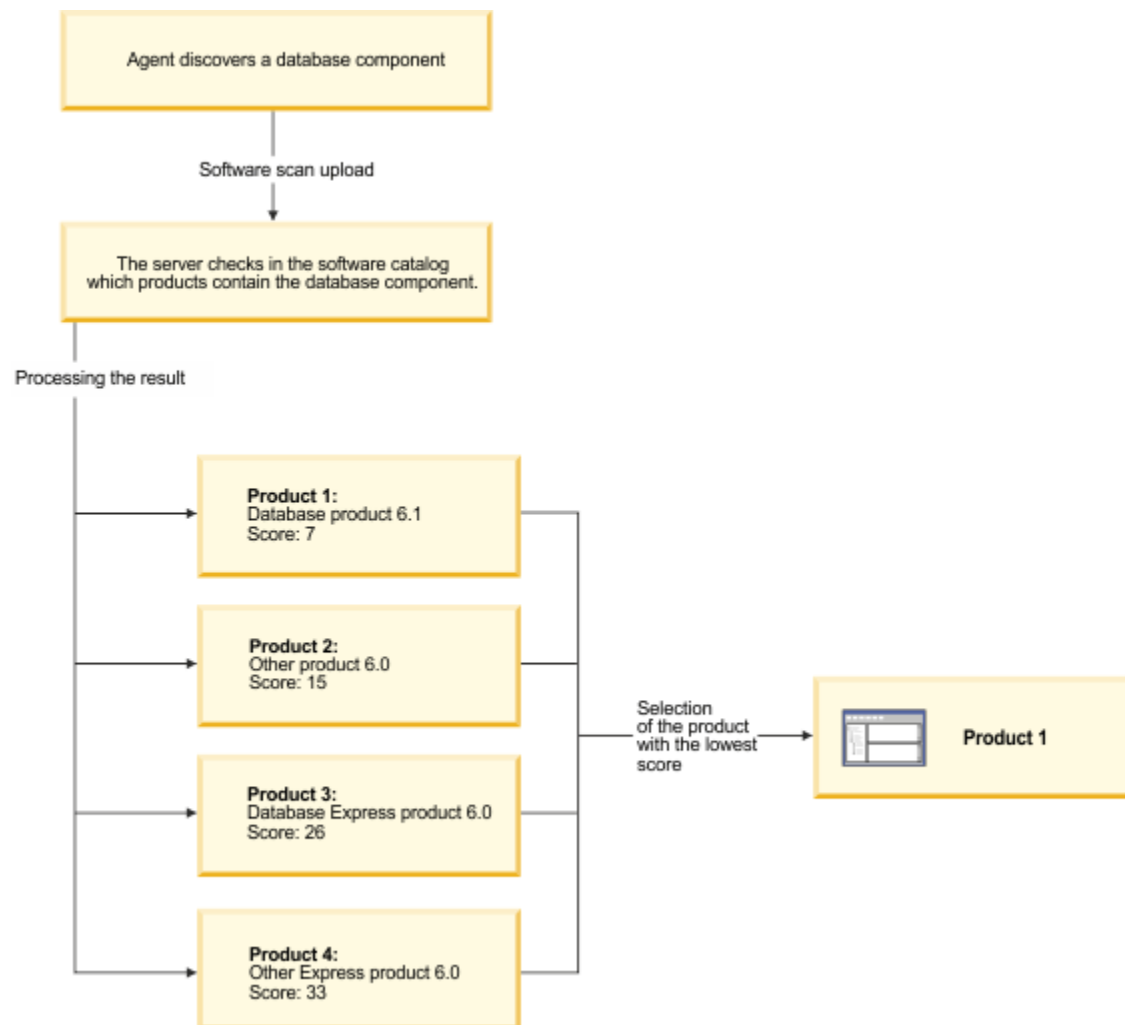 Agent discovers a database component
Software scan upload
The server checks in the software catalog
which products contain the database component.
Processing the result
Product 1:
Database product 6.1
Score: 7
Product 2:
Other product 6.0
Score: 15
Product 3:
Database Express product 6.0
Score: 26
Product 4:
Other Express product 6.0
Score: 33
Selection
of the product
with the lowest
score
Product 1